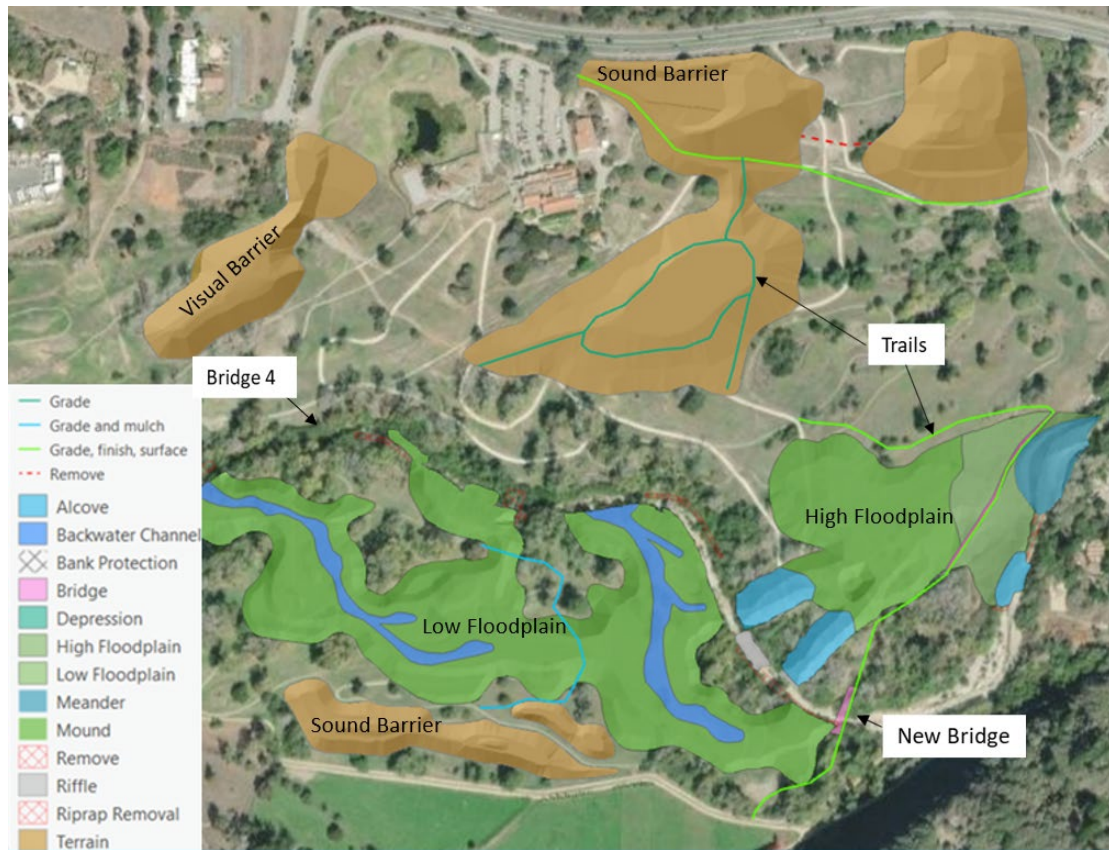 Sound Barrier
Visual Barrier
Trails
Bridge 4
High Floodplain
Low Floodplain
Sound Barrier
New Bridge
Grade
Grade and mulch
Grade, finish, surface
Remove
Alcove
Backwater Channel
Bank Protection
Bridge
Depression
High Floodplain
Low Floodplain
Meander
Mound
Remove
Riffle
Riprap Removal
Terrain